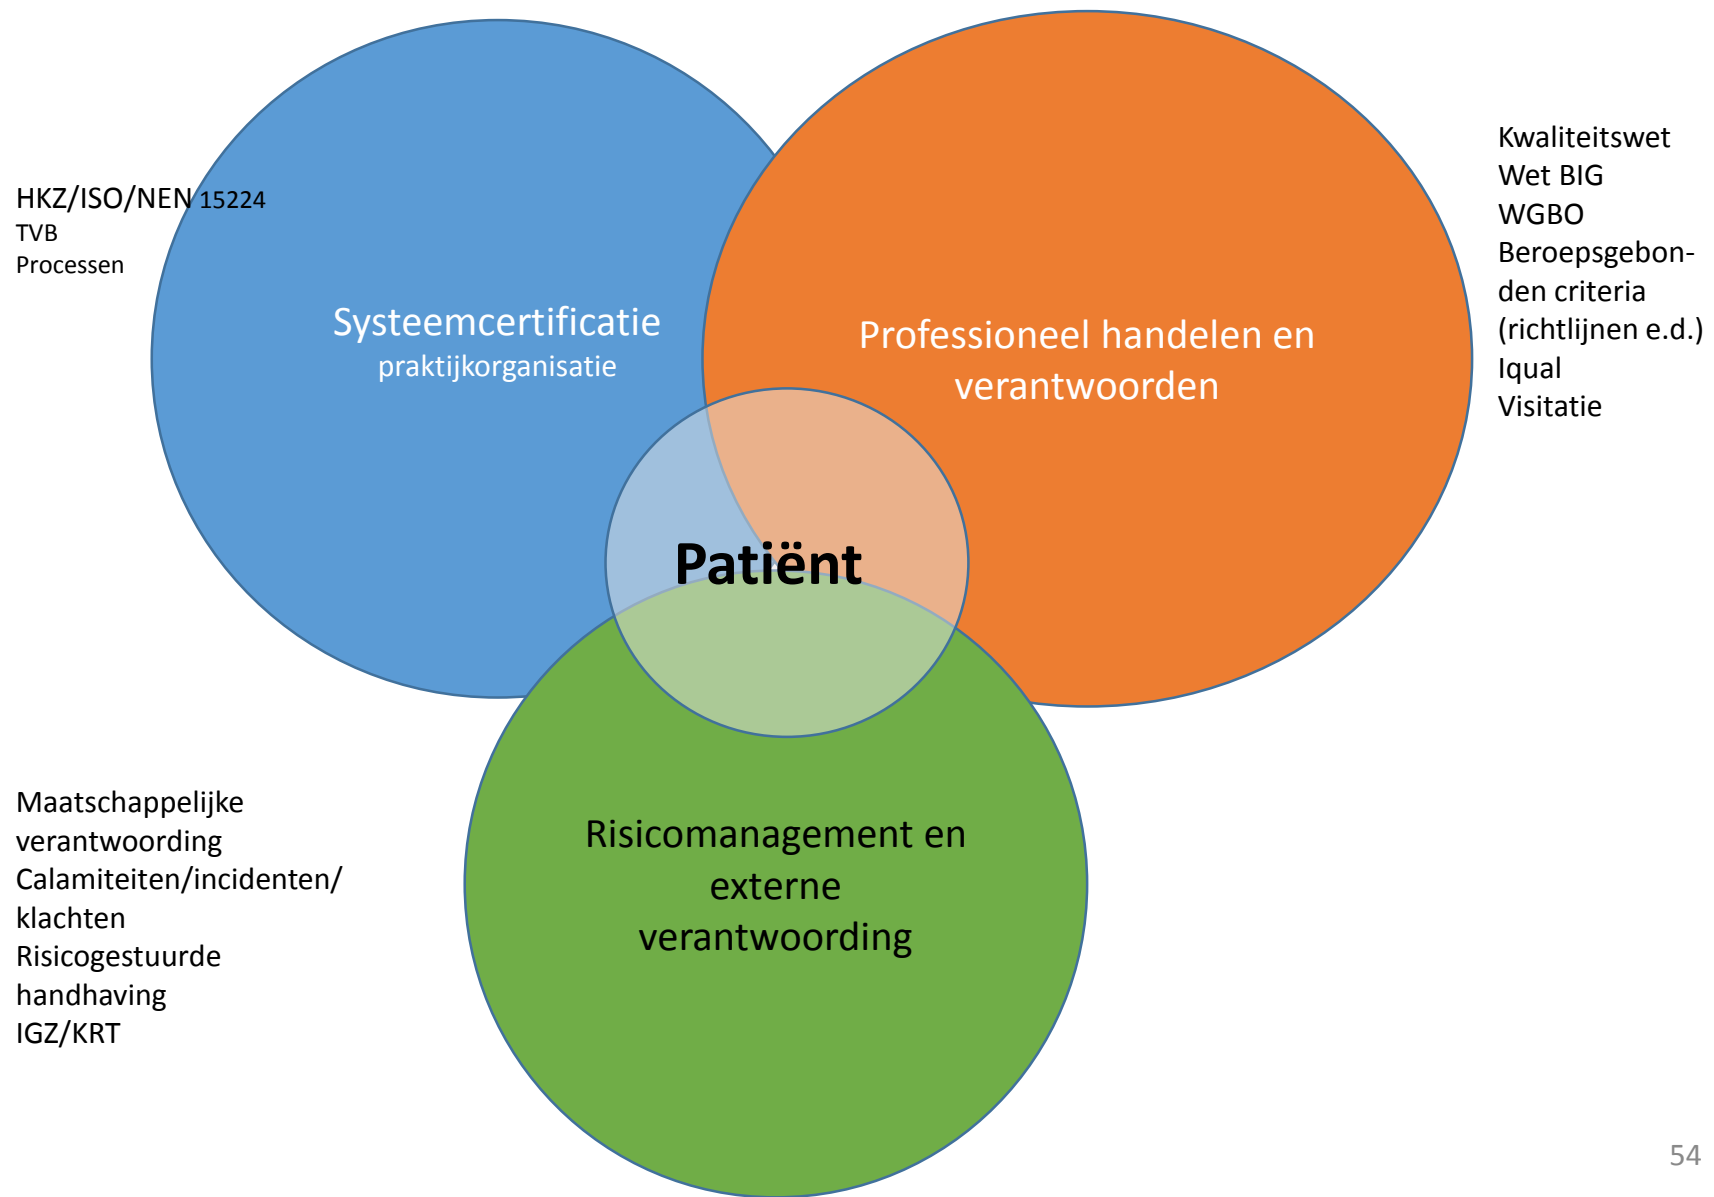 HKZ/ISO/NEN 15224
TVB
Processen
Systeemcertificatie
praktijkorganisatie
Professioneel handelen en
verantwoorden
Kwaliteitswet
Wet BIG
WGBO
Beroepsgebon-
den criteria
(richtlijnen e.d.)
Iqual
Visitatie
Patiënt
Maatschappelijke
verantwoording
Calamiteiten/incidenten/
klachten
Risicogestuurde
handhaving
IGZ/KRT
Risicomanagement en
externe
verantwoording
54